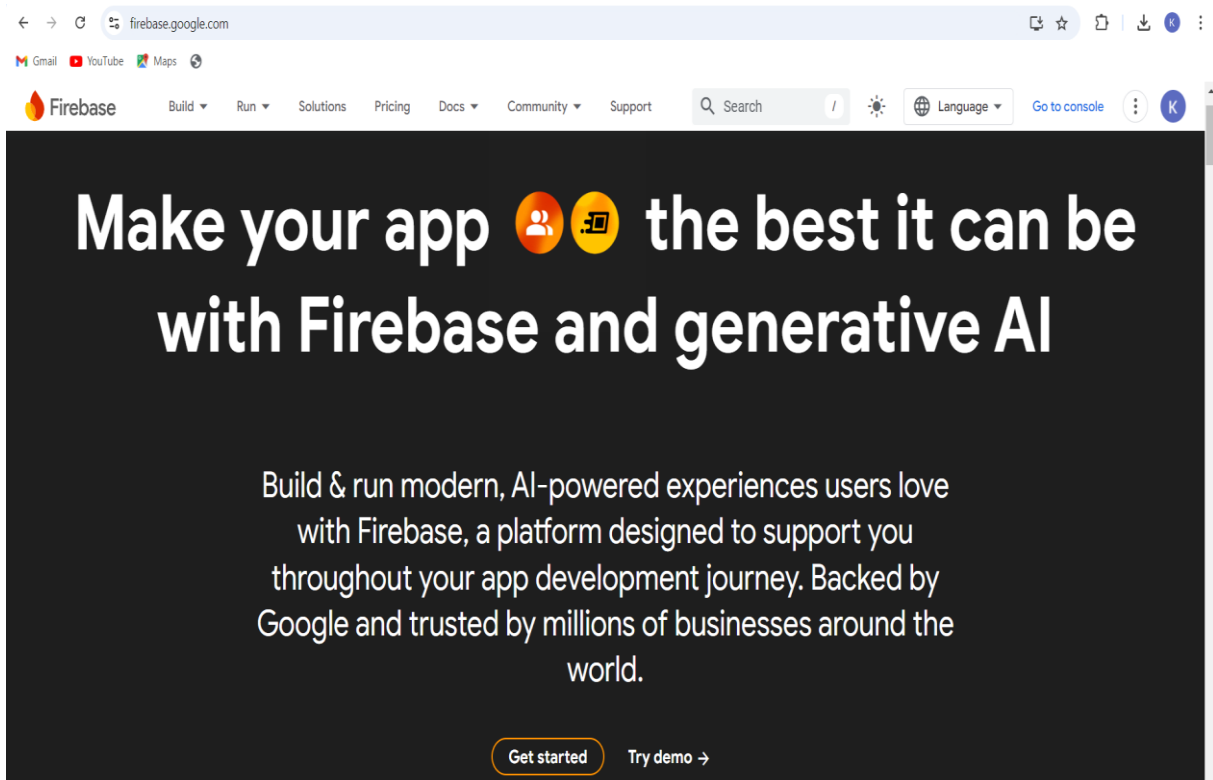 firebase.google.com
Gmail YouTube Maps
Firebase Build Run Solutions Pricing Docs Community Support Search / Language Go to console K
Make your app the best it can be
with Firebase and generative AI
Build & run modern, AI-powered experiences users love
with Firebase, a platform designed to support you
throughout your app development journey. Backed by
Google and trusted by millions of businesses around the
world.
Get started Try demo →